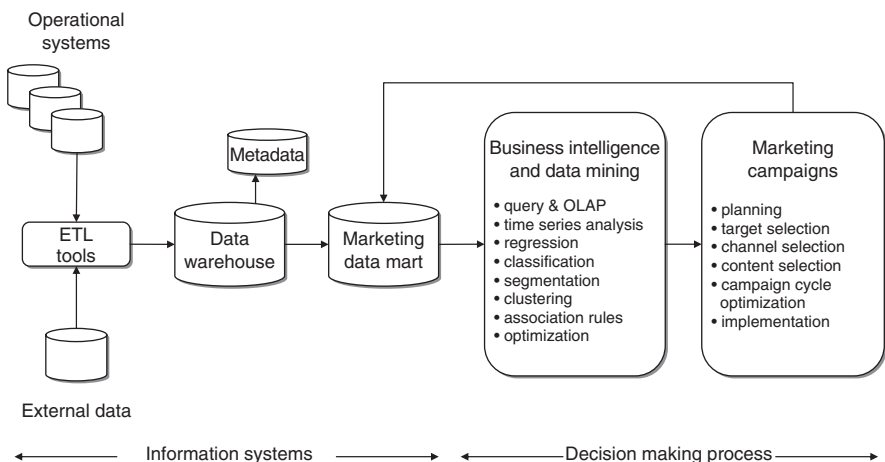 Operational
systems
Metadata
ETL
tools
Data
warehouse
Marketing
data mart
External data
Business intelligence
and data mining
• query & OLAP
• time series analysis
• regression
• classification
• segmentation
• clustering
• association rules
• optimization
Marketing
campaigns
• planning
• target selection
• channel selection
• content selection
• campaign cycle
optimization
• implementation
Information systems
Decision making process